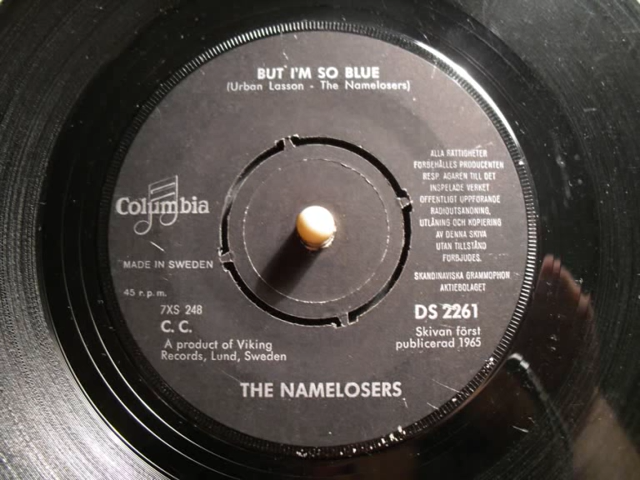 BUT I'M SO BLUE
(Urban Lasson - The Namelosers)
ALLA RÄTTIGHETER
FÖRBEHÅLLES PRODUCENTEN
RESP. ÄGAREN TILL DET
INSPELADE VERKET
OFFENTLIGT UPPFÖRANDE
RADIOUTSÄNDNING,
UTLÅNING OCH KOPIERING
AV DENNA SKIVA
UTAN TILLSTÅND
FÖRBJUDES.
SKANDINAVISKA GRAMMOPHON
AKTIEBOLAGET
Columbia
MADE IN SWEDEN
45 r.p.m.
7XS 248
C. C.
A product of Viking
Records, Lund, Sweden
DS 2261
Skivan först
publicerad 1965
THE NAMELOSERS